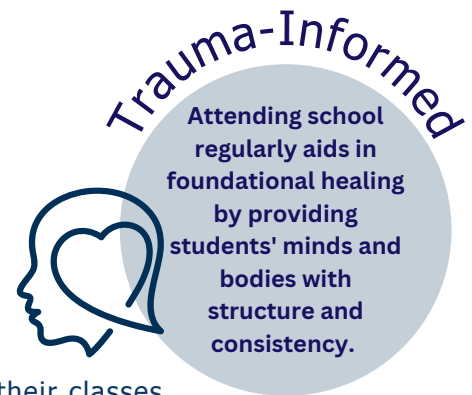 Trauma-Informed
Attending school
regularly aids in
foundational healing
by providing
students' minds and
bodies with
structure and
consistency.
their classes